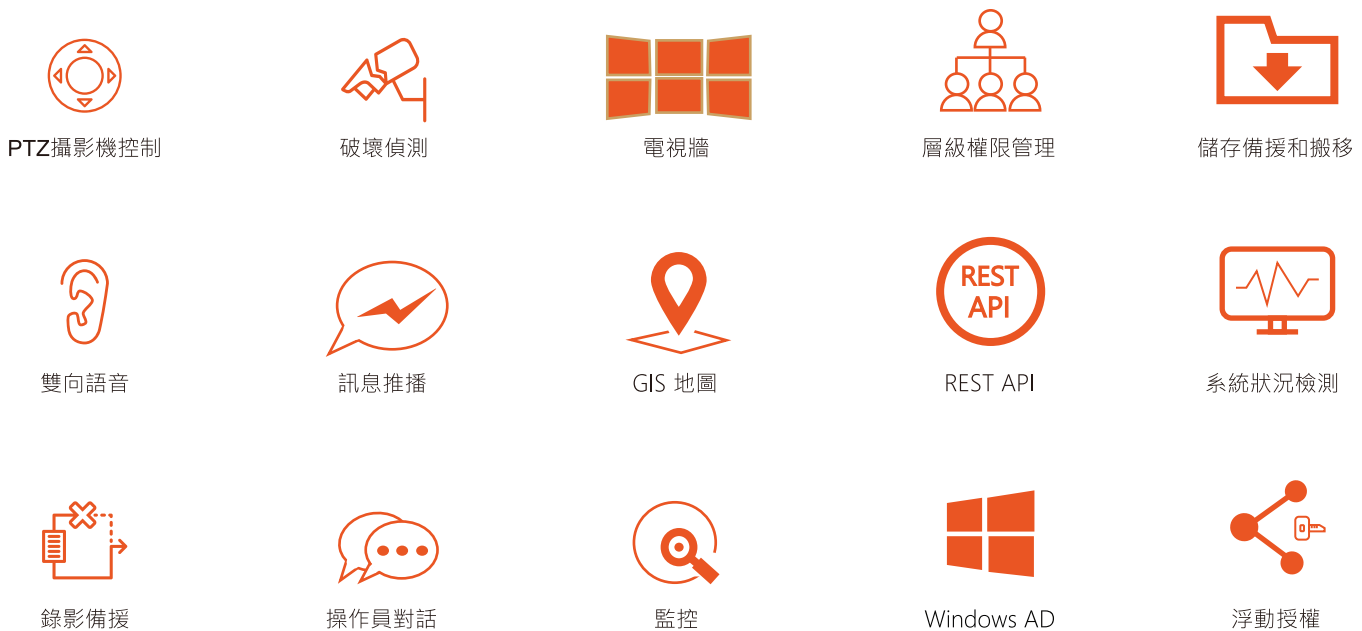 PTZ攝影機控制
破壞偵測
電視牆
層級權限管理
儲存備援和搬移
雙向語音
訊息推播
GIS 地圖
REST
API
REST API
系統狀況檢測
錄影備援
操作員對話
監控
Windows AD
浮動授權